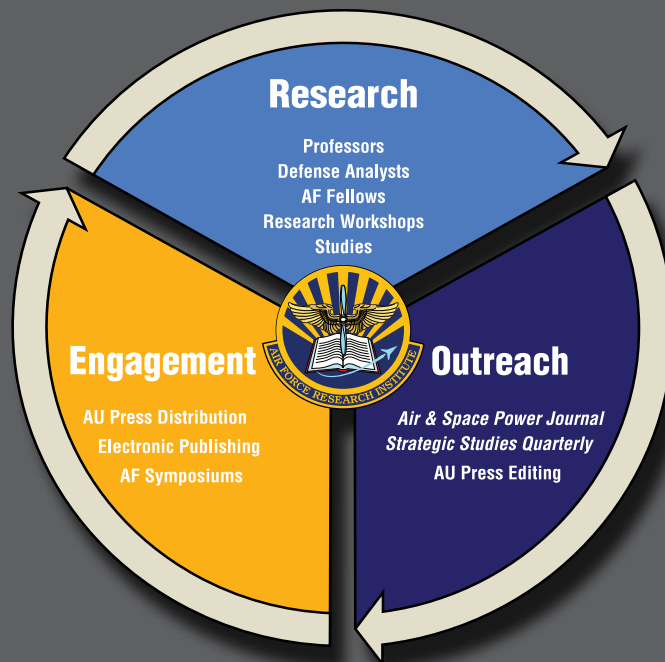 Research
Professors
Defense Analysts
AF Fellows
Research Workshops
Studies
AIR FORCE RESEARCH INSTITUTE
Engagement
AU Press Distribution
Electronic Publishing
AF Symposiums
Outreach
Air & Space Power Journal
Strategic Studies Quarterly
AU Press Editing